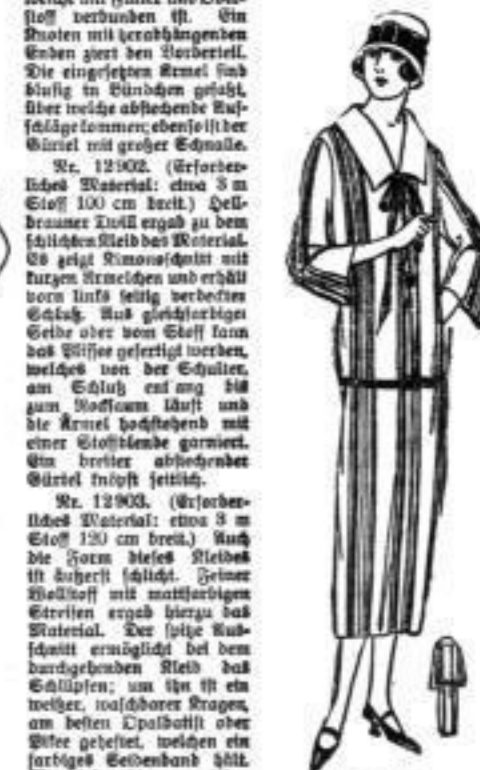 welche mit Futter und Ober-
stoff verbunden ist. Ein
Knoten mit herabhängenden
Enden ziert den Vorderteil.
Die eingesetzten Ärmel sind
blusig in Bündchen gefaßt,
über welche abstechende Auf-
schläge kommen; ebenso ist der
Gürtel mit großer Schnalle.
Nr. 12902. (Erforder-
liches Material: etwa 3 m
Stoff 100 cm breit.) Hell-
brauner Twill ergab zu dem
schlichten Kleid das Material.
Es zeigt Kimonoschnitt mit
kurzen Ärmelchen und erhält
vorn links seitig verdeckten
Schluß. Aus gleichfarbiger
Seide oder vom Stoff kann
das Plissee gefertigt werden,
welches von der Schulter,
am Schluß entlang bis
zum Rocksaum läuft und
die Ärmel hochstehend mit
einer Stoffblende garniert.
Ein breiter abstechender
Gürtel knöpft seitlich.
Nr. 12903. (Erforder-
liches Material: etwa 3 m
Stoff 120 cm breit.) Auch
die Form dieses Kleides
ist äußerst schlicht. Feiner
Wollstoff mit mattfarbigen
Streifen ergab hierzu das
Material. Der spitze Aus-
schnitt ermöglicht bei dem
durchgehenden Kleid das
Schlüpfen; um ihn ist ein
weißer, waschbarer Kragen,
am besten Opalbatist oder
Pikee geheftet, welchen ein
farbiges Seidenband hält.